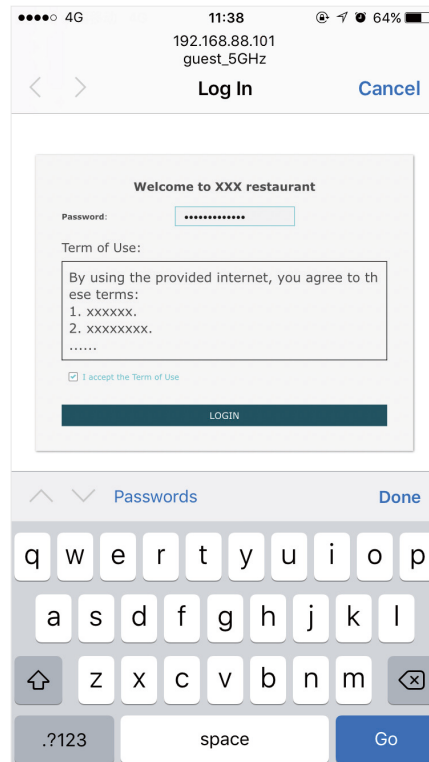 4G 11:38 64%
192.168.88.101
guest_5GHz
Log In Cancel
Welcome to XXX restaurant
Password: •••••••••••••
Term of Use:
By using the provided internet, you agree to th
ese terms:
1. xxxxxx.
2. xxxxxxxx.
......
I accept the Term of Use
LOGIN
Passwords Done
q w e r t y u i o p
a s d f g h j k l
z x c v b n m
.?123 space Go